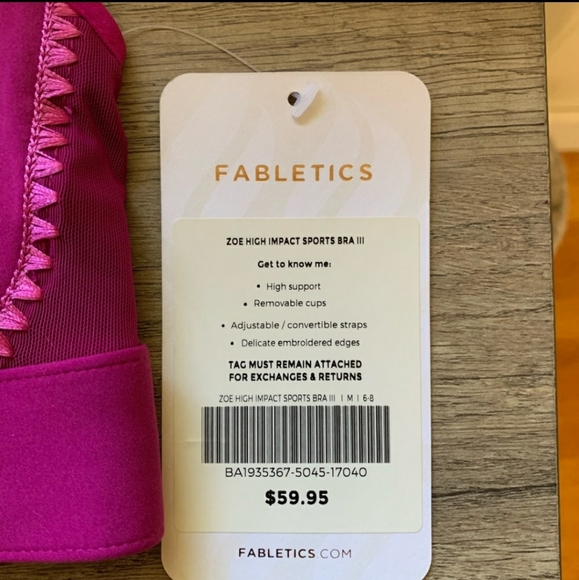 FABLETICS
ZOE HIGH IMPACT SPORTS BRA III
Get to know me:
• High support
• Removable cups
• Adjustable / convertible straps
• Delicate embroidered edges
TAG MUST REMAIN ATTACHED
FOR EXCHANGES & RETURNS
ZOE HIGH IMPACT SPORTS BRA III | M | 6-8
BA1935367-5045-17040
$59.95
FABLETICS.COM